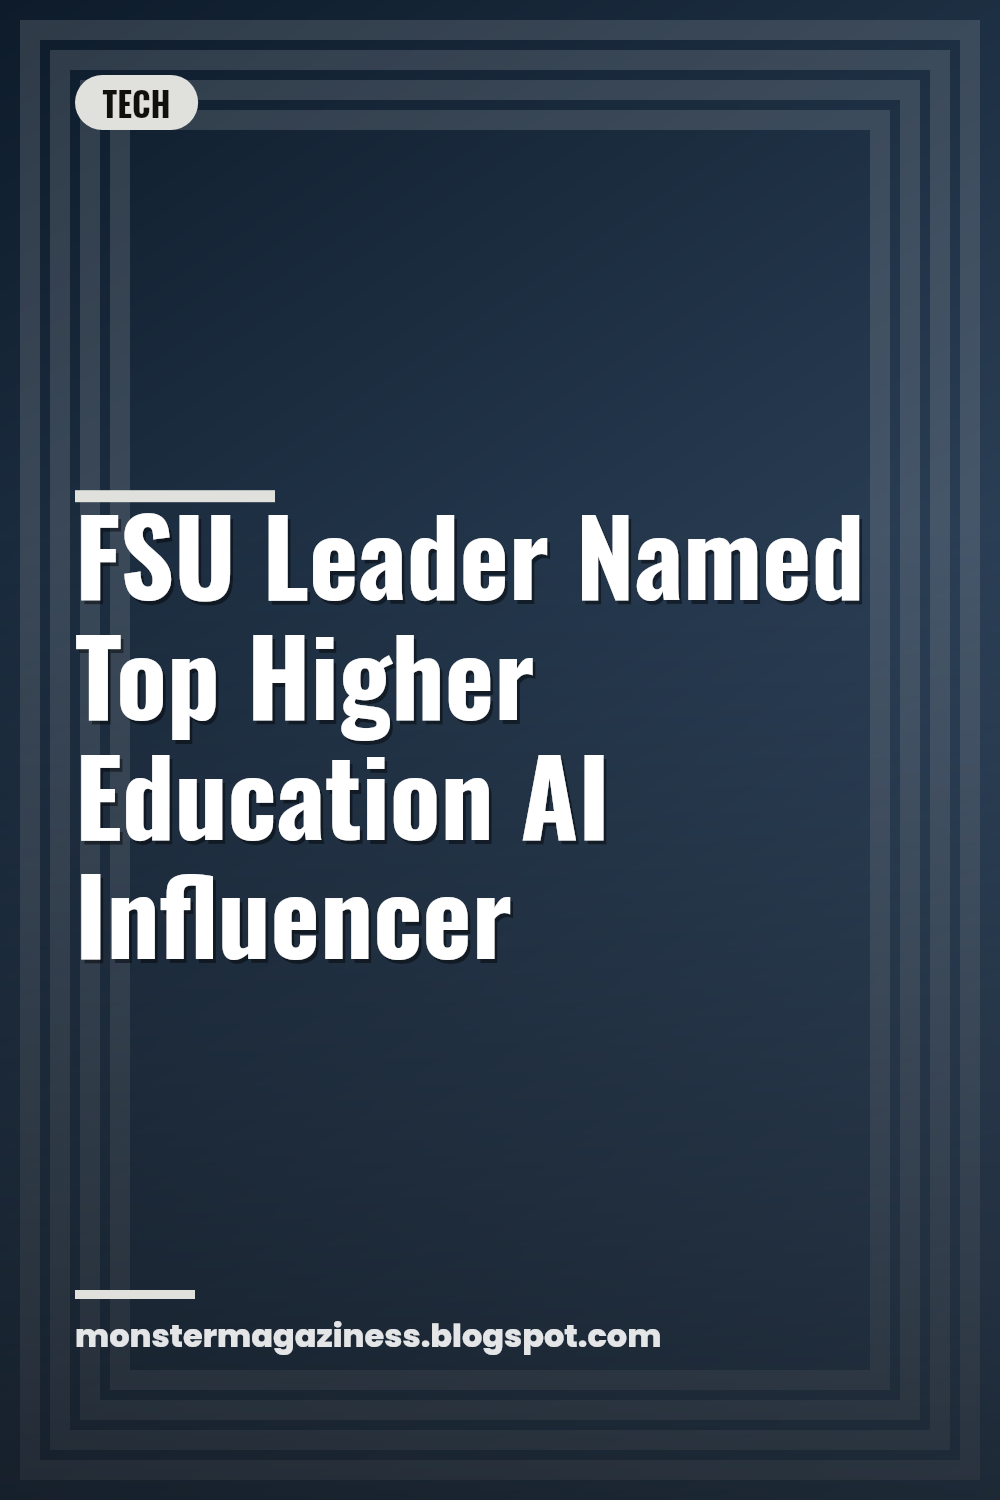 TECH
FSU Leader Named
Top Higher
Education AI
Influencer
monstermagaziness.blogspot.com